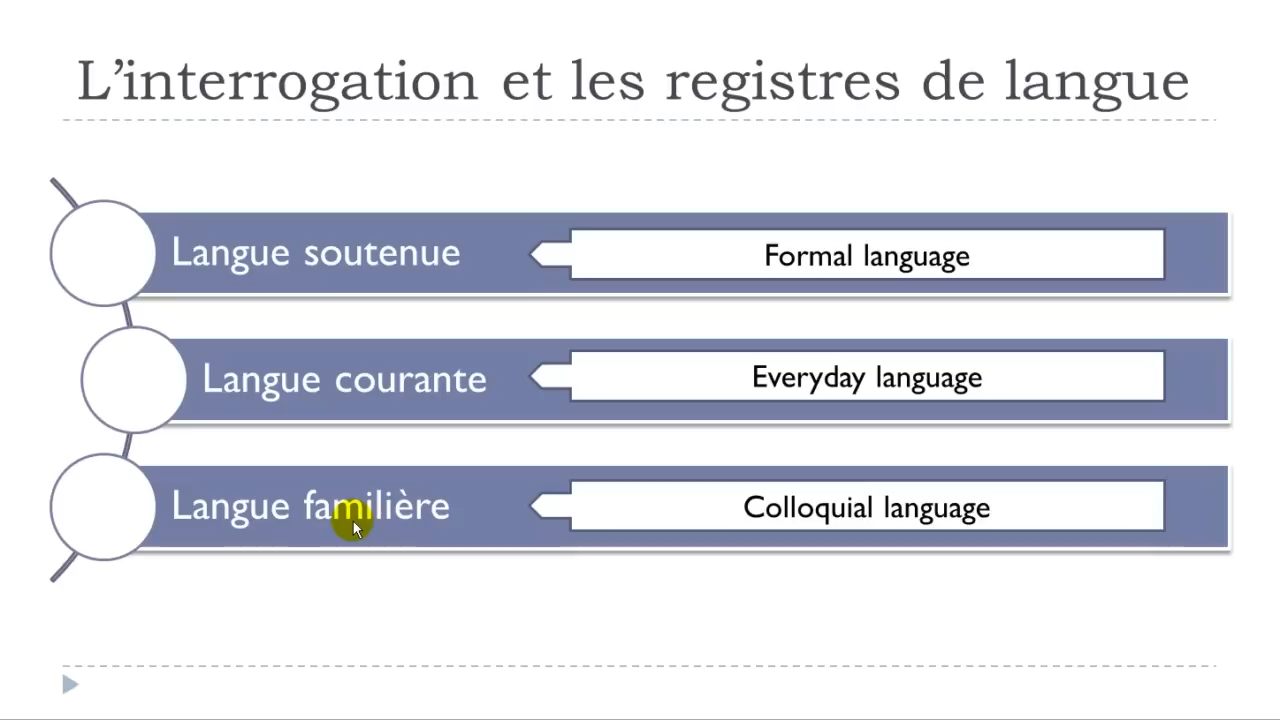 L’interrogation et les registres de langue
Langue soutenue
Formal language
Langue courante
Everyday language
Langue familière
Colloquial language